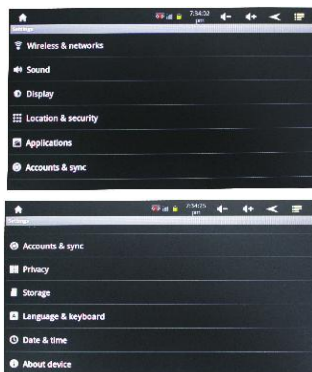 7:34:02
pm
Settings
Wireless & networks
Sound
Display
Location & security
Applications
Accounts & sync
7:34:25
pm
Settings
Accounts & sync
Privacy
Storage
Language & keyboard
Date & time
About device